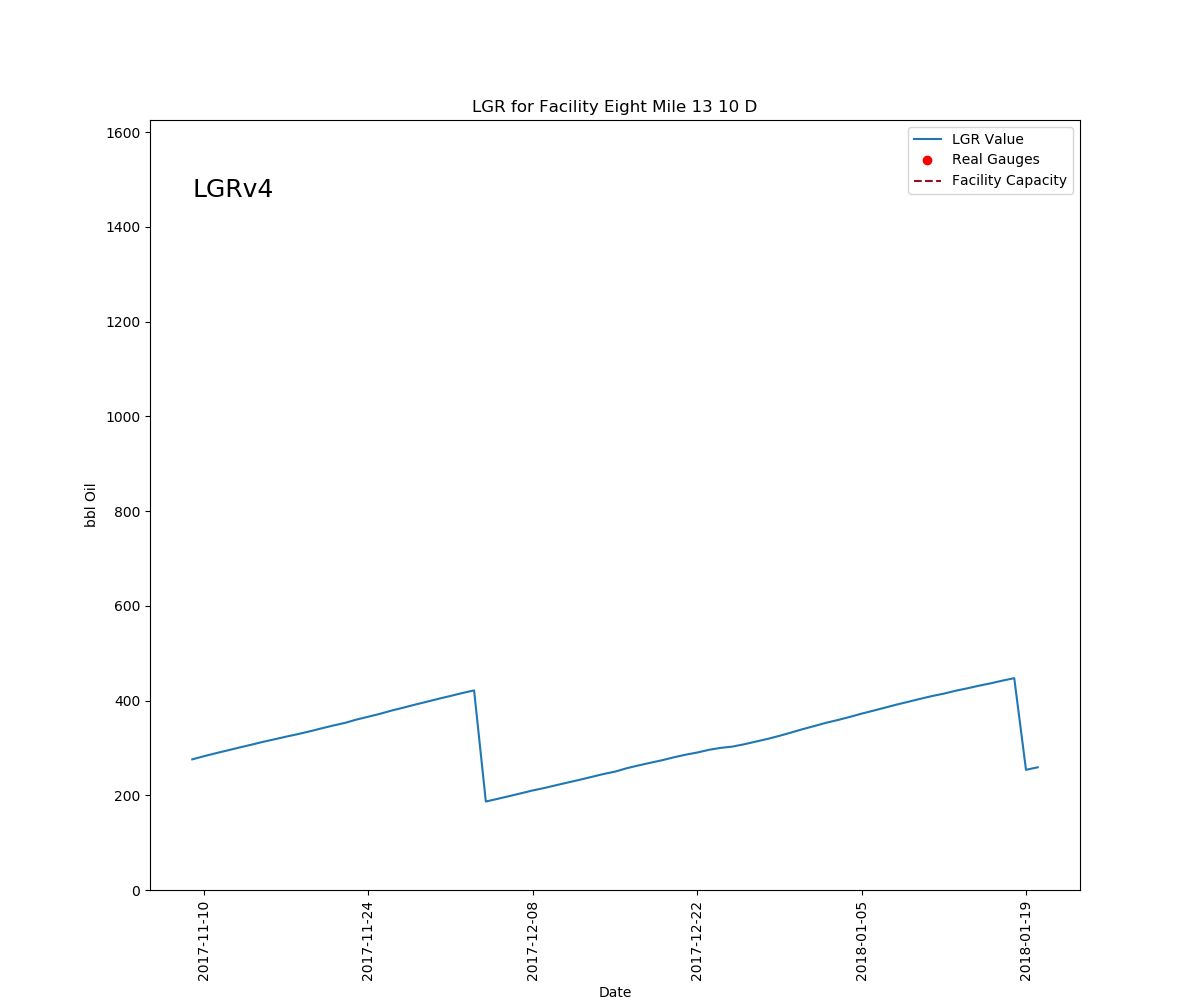 LGR for Facility Eight Mile 13 10 D
LGR Value
Real Gauges
Facility Capacity
LGRv4
1600
1400
1200
1000
800
600
400
200
0
bbl Oil
2017-11-10
2017-11-24
2017-12-08
2017-12-22
2018-01-05
2018-01-19
Date